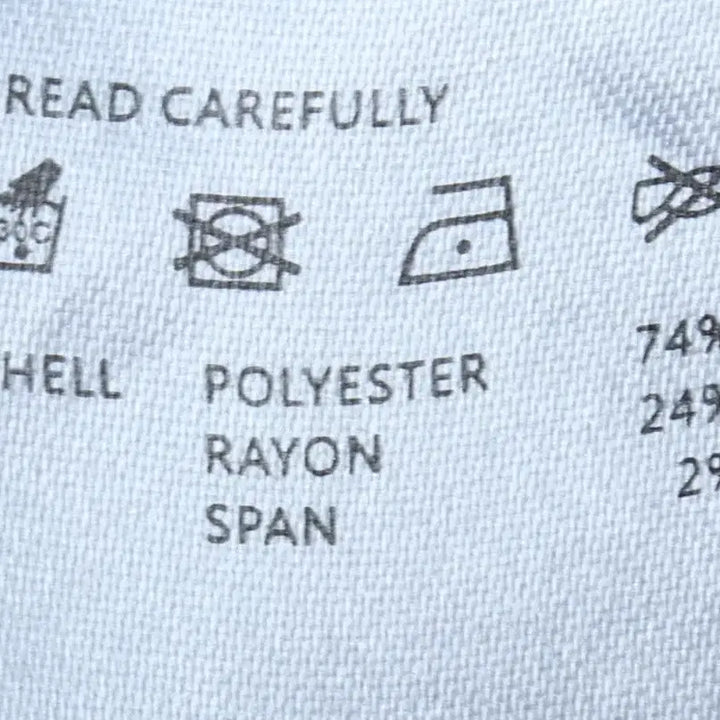 READ CAREFULLY
HELL POLYESTER 74%
RAYON 24%
SPAN 2%